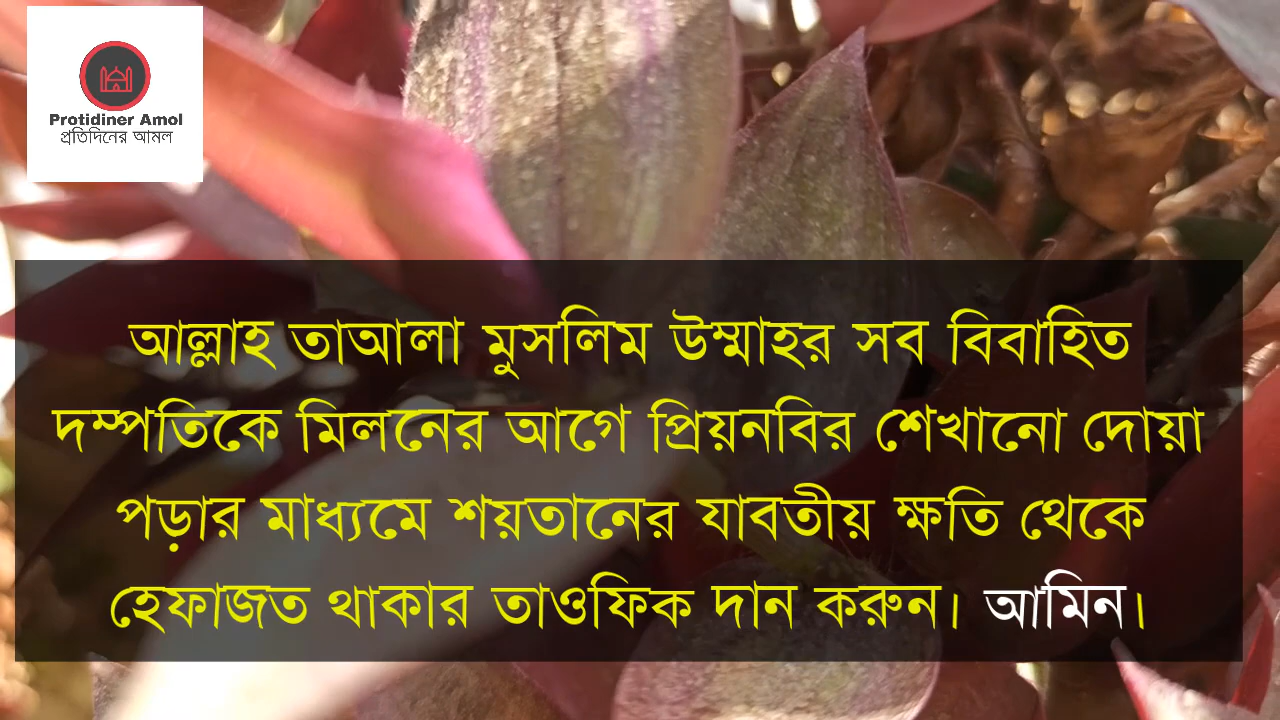 Protidiner Amol
প্রতিদিনের আমল
আল্লাহ তাআলা মুসলিম উম্মাহর সব বিবাহিত
দম্পতিকে মিলনের আগে প্রিয়নবির শেখানো দোয়া
পড়ার মাধ্যমে শয়তানের যাবতীয় ক্ষতি থেকে
হেফাজত থাকার তাওফিক দান করুন। আমিন।